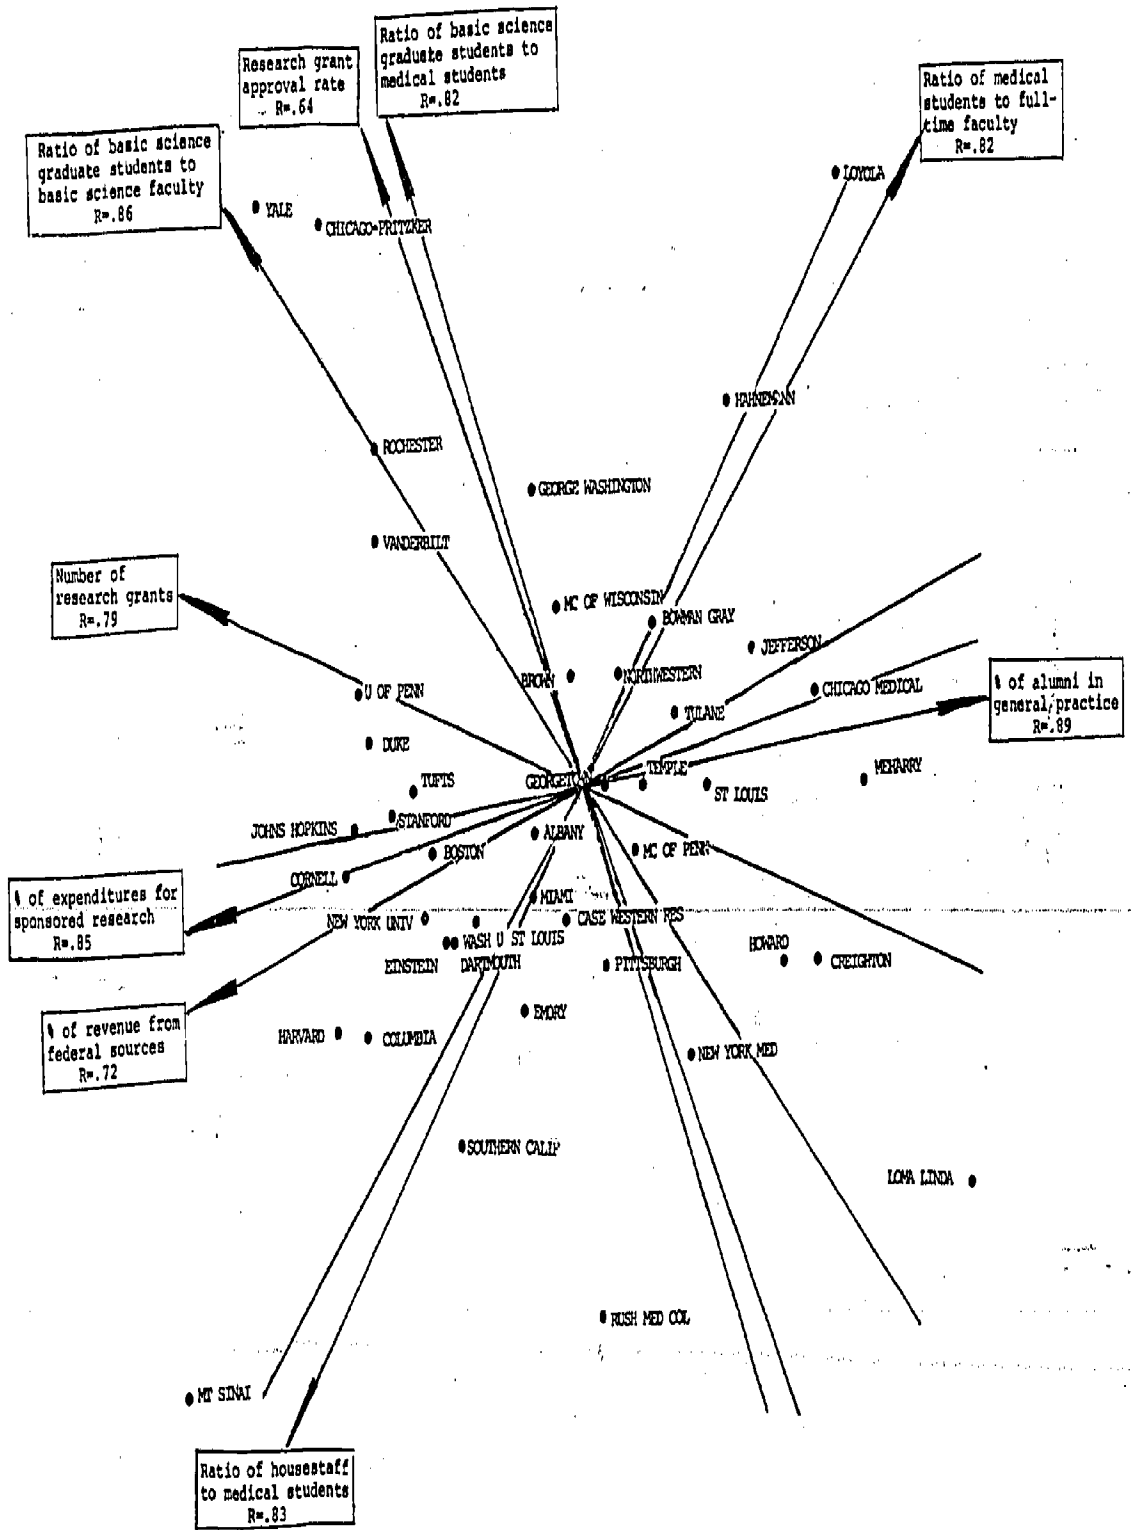 Ratio of basic science
graduate students to
medical students
R=.82
Research grant
approval rate
R=.64
Ratio of medical
students to full-
time faculty
R=.82
Ratio of basic science
graduate students to
basic science faculty
R=.86
LOYOLA
YALE
CHICAGO-PRITZKER
HAHNEMANN
ROCHESTER
GEORGE WASHINGTON
VANDERBILT
Number of
research grants
R=.79
MC OF WISCONSIN
BOWMAN GRAY
JEFFERSON
BROWN
NORTHWESTERN
U OF PENN
CHICAGO MEDICAL
% of alumni in
general practice
R=.89
TULANE
DUKE
TEMPLE
MEHARRY
TUFTS
ST LOUIS
STANFORD
JOHNS HOPKINS
ALBANY
BOSTON
MC OF PENN
CORNELL
% of expenditures for
sponsored research
R=.85
MIAMI
NEW YORK UNIV
CASE WESTERN RES
WASH U ST LOUIS
HOWARD
EINSTEIN
DARTMOUTH
PITTSBURGH
CREIGHTON
EMORY
% of revenue from
federal sources
R=.72
HARVARD
COLUMBIA
NEW YORK MED
SOUTHERN CALIF
LOMA LINDA
RUSH MED COL
MT SINAI
Ratio of housestaff
to medical students
R=.83